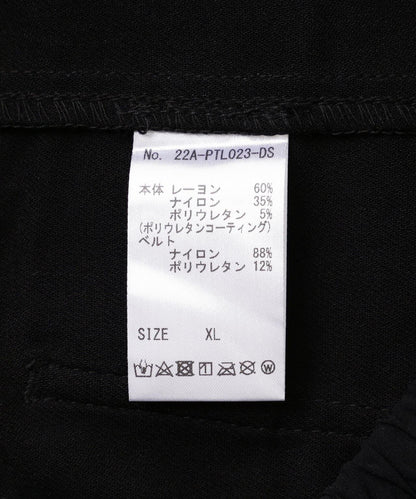 No. 22A-PTL023-DS
本体 レーヨン 60%
ナイロン 35%
ポリウレタン 5%
(ポリウレタンコーティング)
ベルト
ナイロン 88%
ポリウレタン 12%
SIZE XL
W